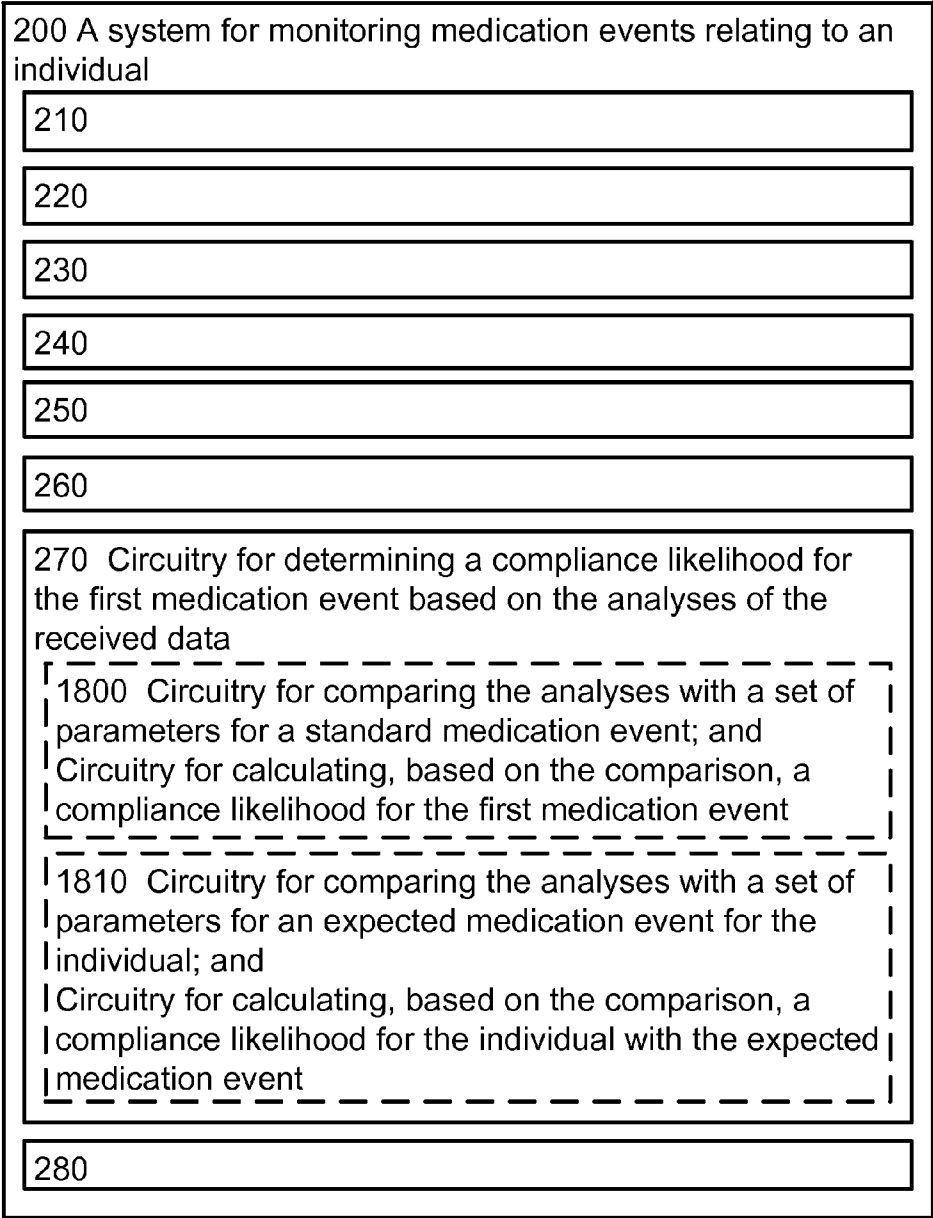 200 A system for monitoring medication events relating to an
individual
210
220
230
240
250
260
270 Circuitry for determining a compliance likelihood for
the first medication event based on the analyses of the
received data
1800 Circuitry for comparing the analyses with a set of
parameters for a standard medication event; and
Circuitry for calculating, based on the comparison, a
compliance likelihood for the first medication event
1810 Circuitry for comparing the analyses with a set of
parameters for an expected medication event for the
individual; and
Circuitry for calculating, based on the comparison, a
compliance likelihood for the individual with the expected
medication event
280